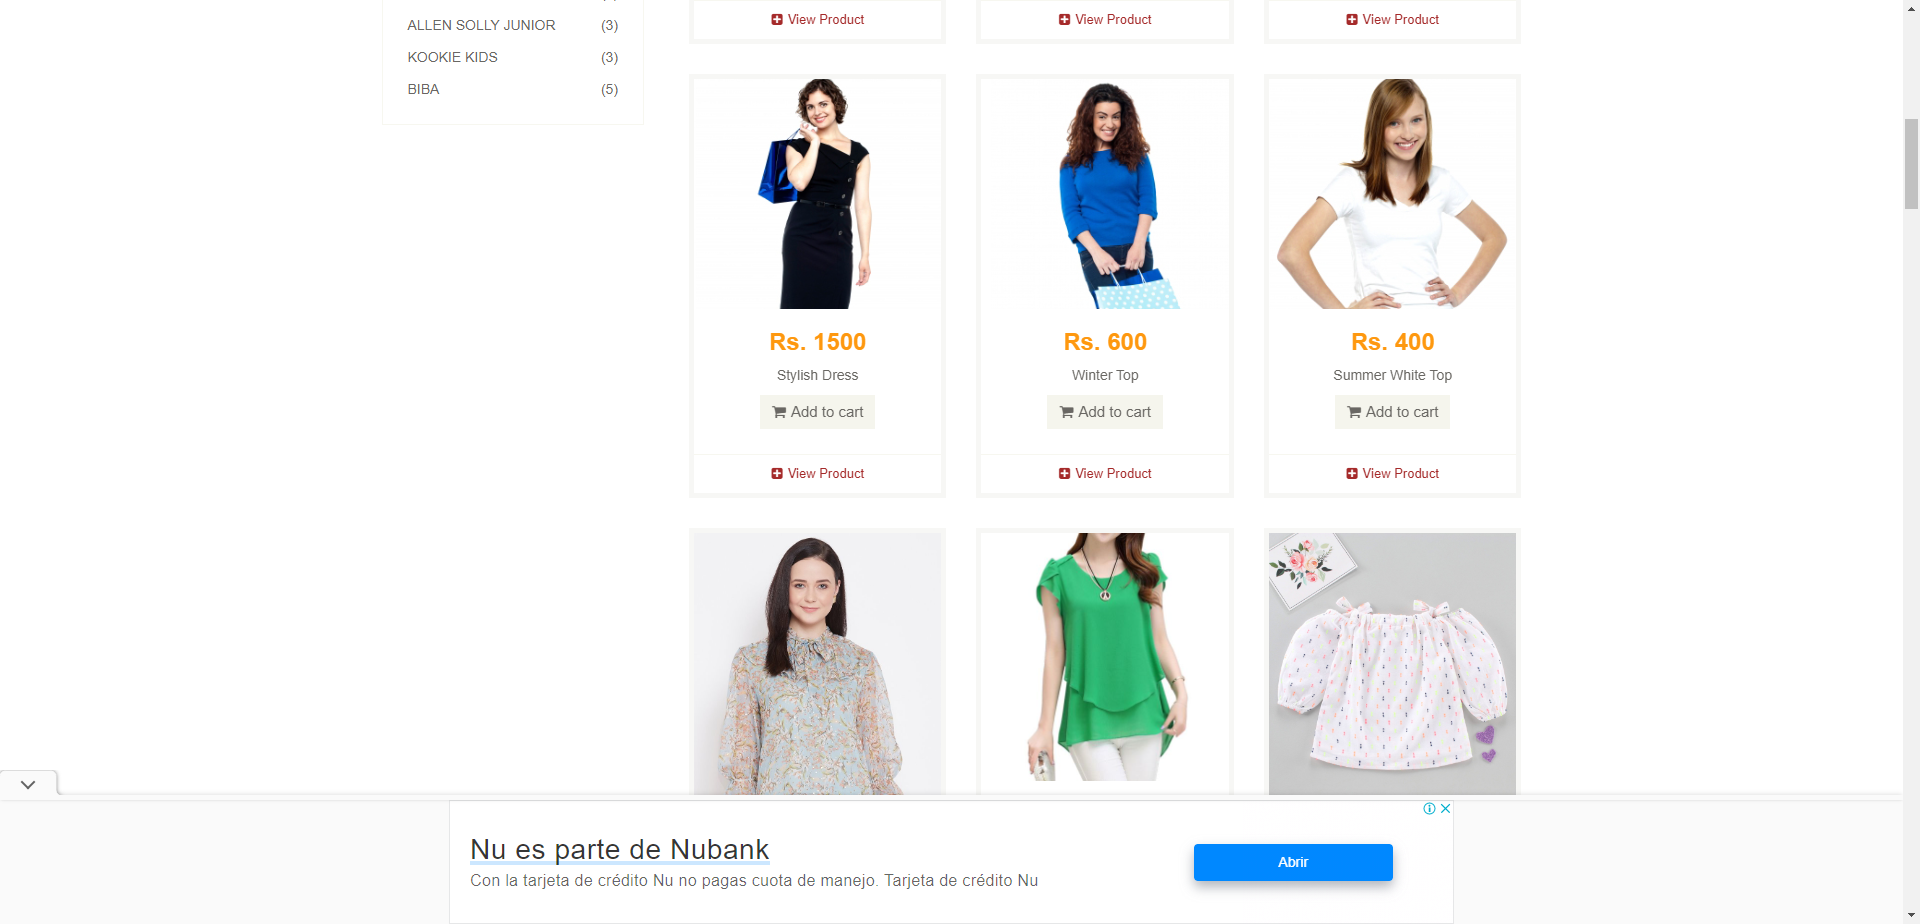 ALLEN SOLLY JUNIOR (3)
KOOKIE KIDS (3)
BIBA (5)
View Product View Product View Product
Rs. 1500 Rs. 600 Rs. 400
Stylish Dress Winter Top Summer White Top
Add to cart Add to cart Add to cart
View Product View Product View Product
Nu es parte de Nubank
Con la tarjeta de crédito Nu no pagas cuota de manejo. Tarjeta de crédito Nu
Abrir